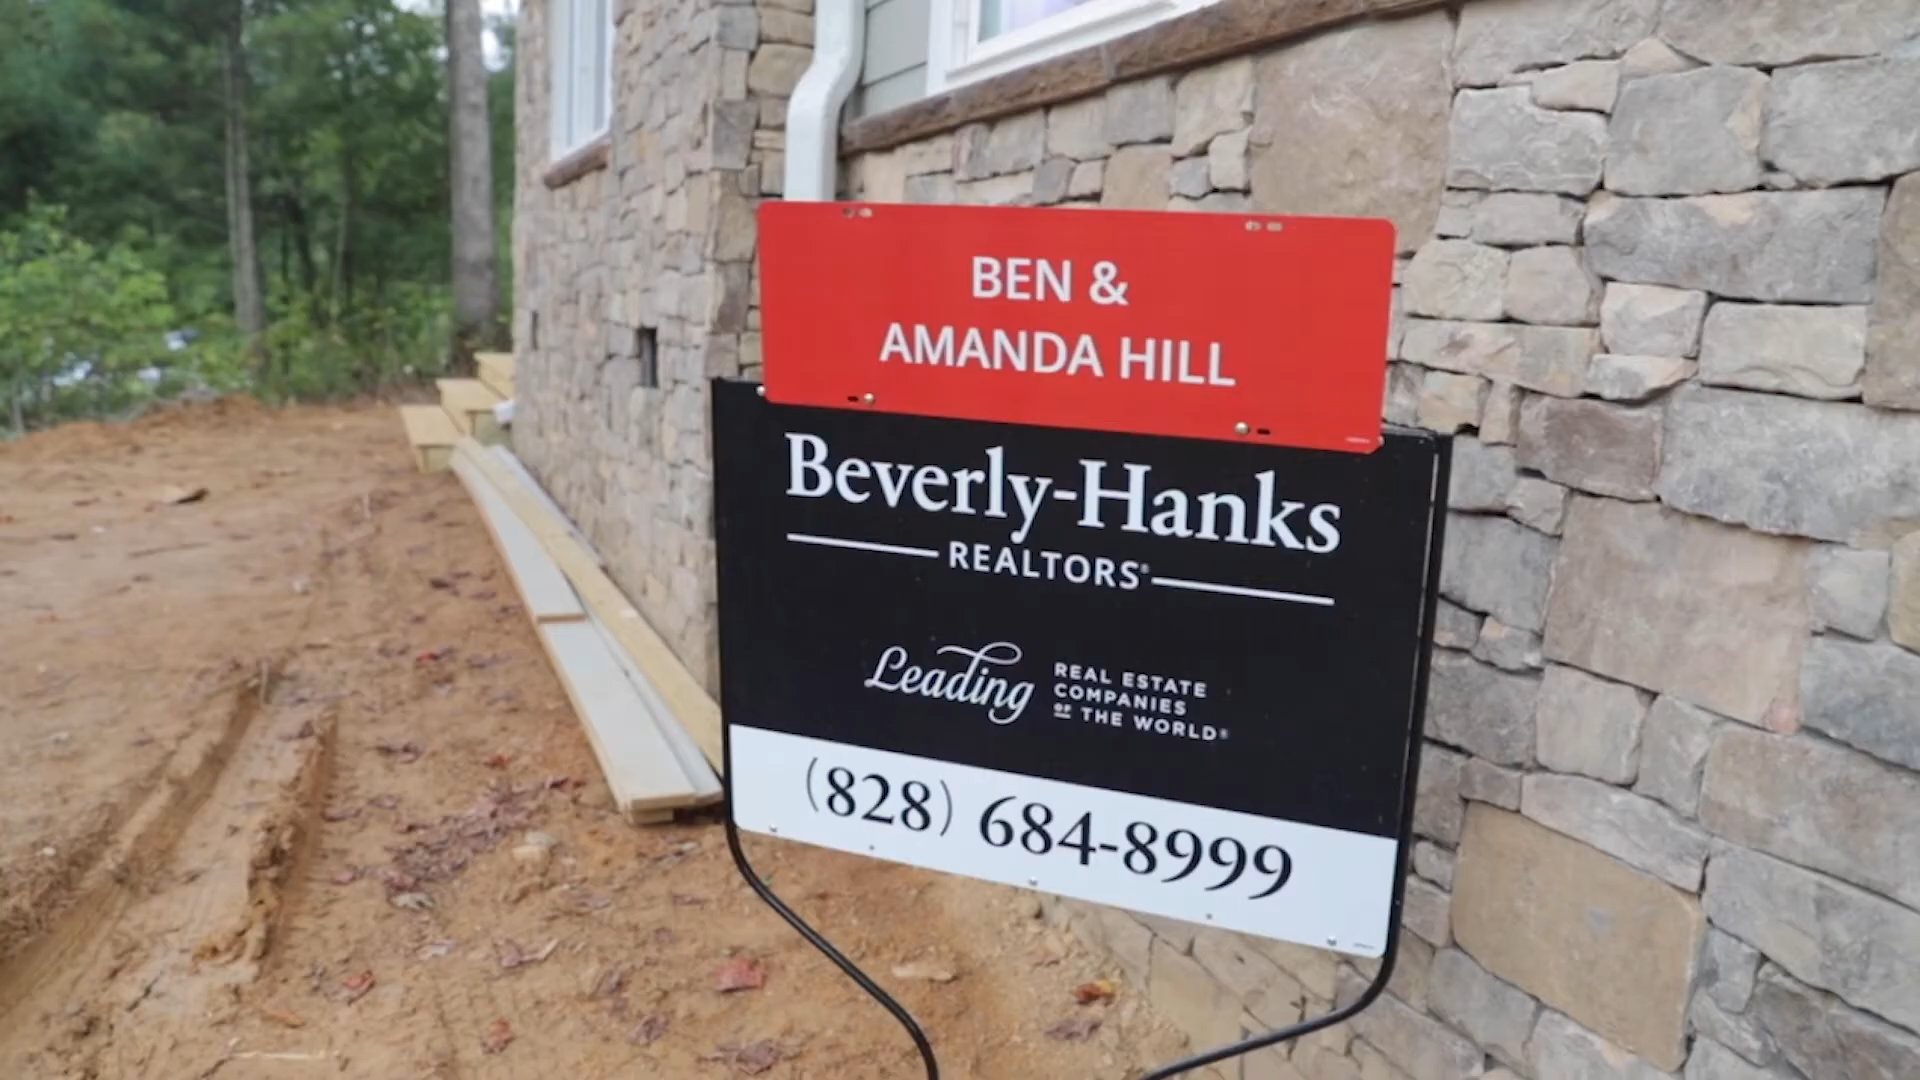 BEN &
AMANDA HILL
Beverly-Hanks
REALTORS®
Leading REAL ESTATE
COMPANIES
OF THE WORLD®
(828) 684-8999